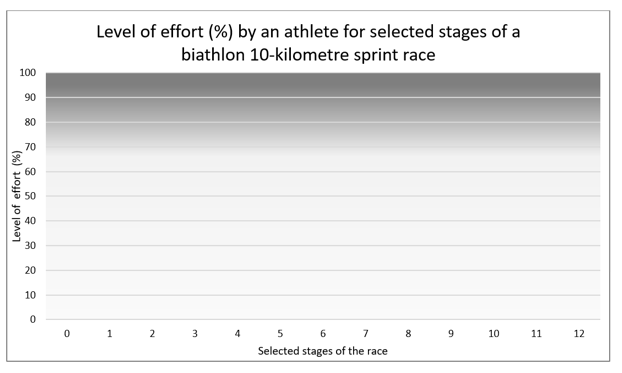 Level of effort (%) by an athlete for selected stages of a
biathlon 10-kilometre sprint race
100
90
80
70
60
50
40
30
20
10
0
Level of effort (%)
0 1 2 3 4 5 6 7 8 9 10 11 12
Selected stages of the race